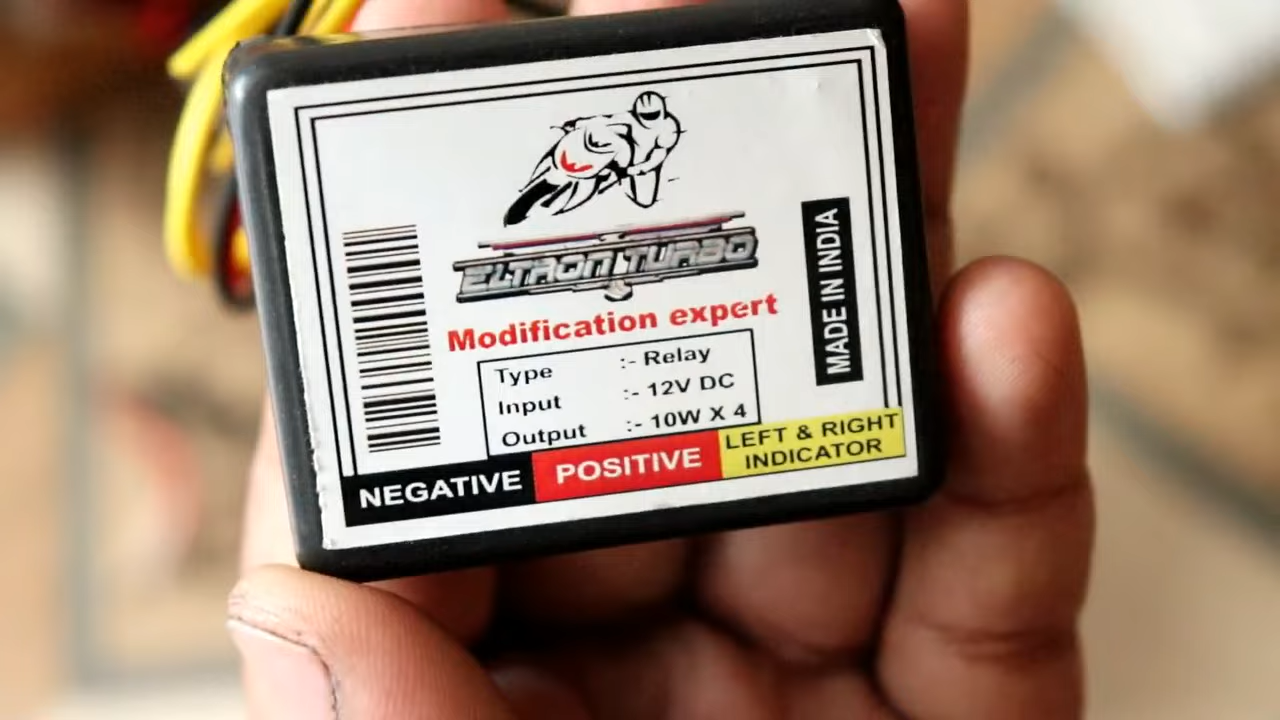 ELTRON TURBO
Modification expert
Type :- Relay
Input :- 12V DC
Output :- 10W X 4
MADE IN INDIA
NEGATIVE
POSITIVE
LEFT & RIGHT
INDICATOR